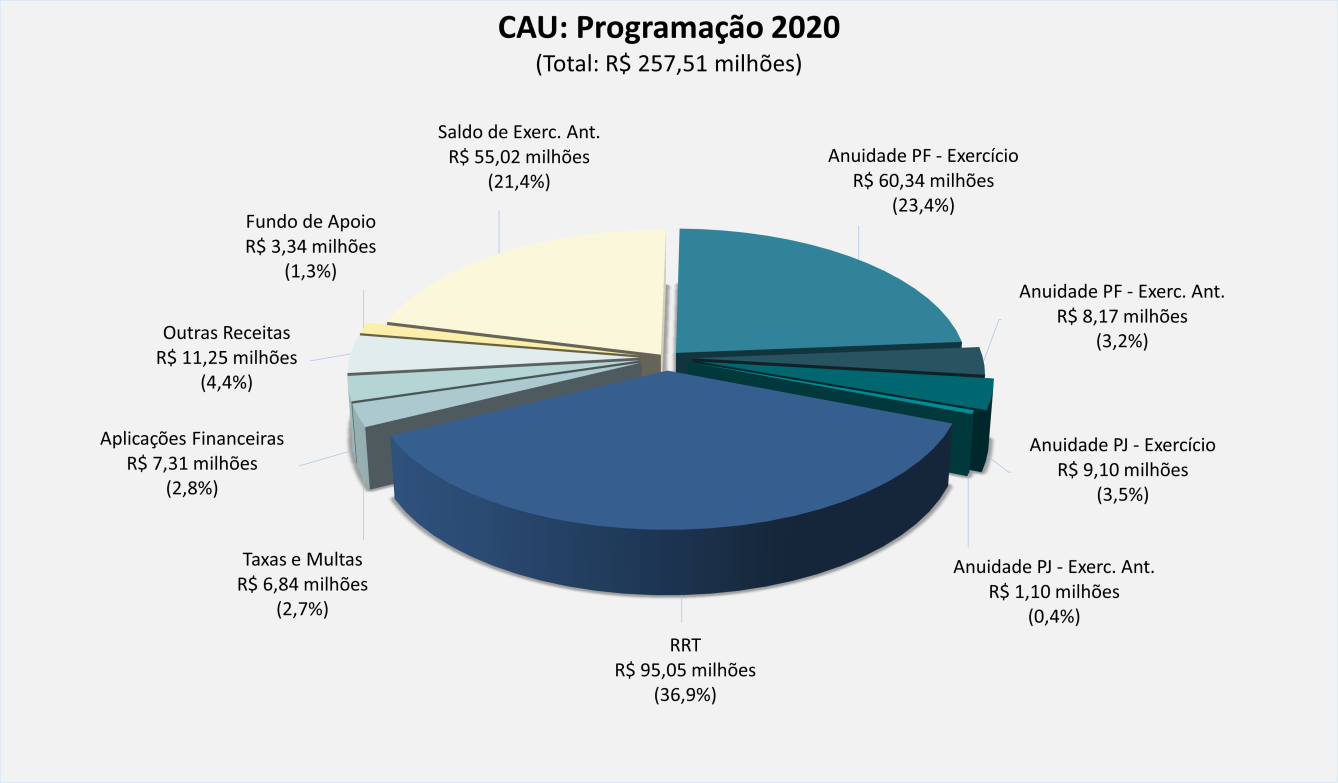 CAU: Programação 2020
(Total: R$ 257,51 milhões)
Saldo de Exerc. Ant.
R$ 55,02 milhões
(21,4%)
Anuidade PF - Exercício
R$ 60,34 milhões
(23,4%)
Fundo de Apoio
R$ 3,34 milhões
(1,3%)
Anuidade PF - Exerc. Ant.
R$ 8,17 milhões
(3,2%)
Outras Receitas
R$ 11,25 milhões
(4,4%)
Aplicações Financeiras
R$ 7,31 milhões
(2,8%)
Anuidade PJ - Exercício
R$ 9,10 milhões
(3,5%)
Taxas e Multas
R$ 6,84 milhões
(2,7%)
Anuidade PJ - Exerc. Ant.
R$ 1,10 milhões
(0,4%)
RRT
R$ 95,05 milhões
(36,9%)